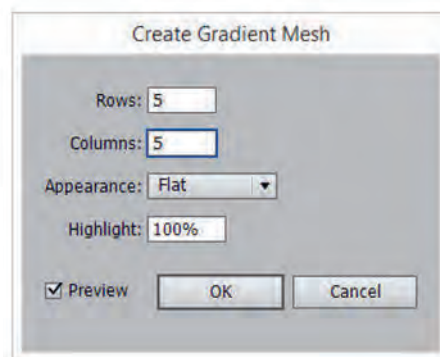 Create Gradient Mesh
Rows: 5
Columns: 5
Appearance: Flat
Highlight: 100%
Preview OK Cancel